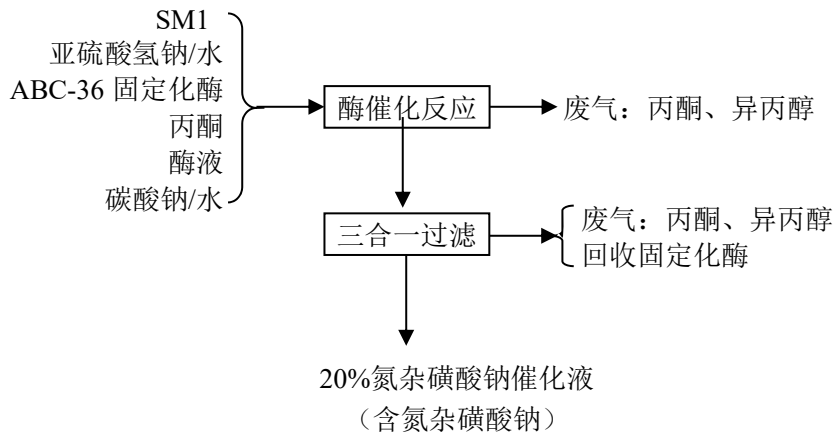 SM1
亚硫酸氢钠/水
ABC-36 固定化酶
丙酮
酶液
碳酸钠/水
酶催化反应
废气：丙酮、异丙醇
三合一过滤
废气：丙酮、异丙醇
回收固定化酶
20%氮杂磺酸钠催化液
（含氮杂磺酸钠）